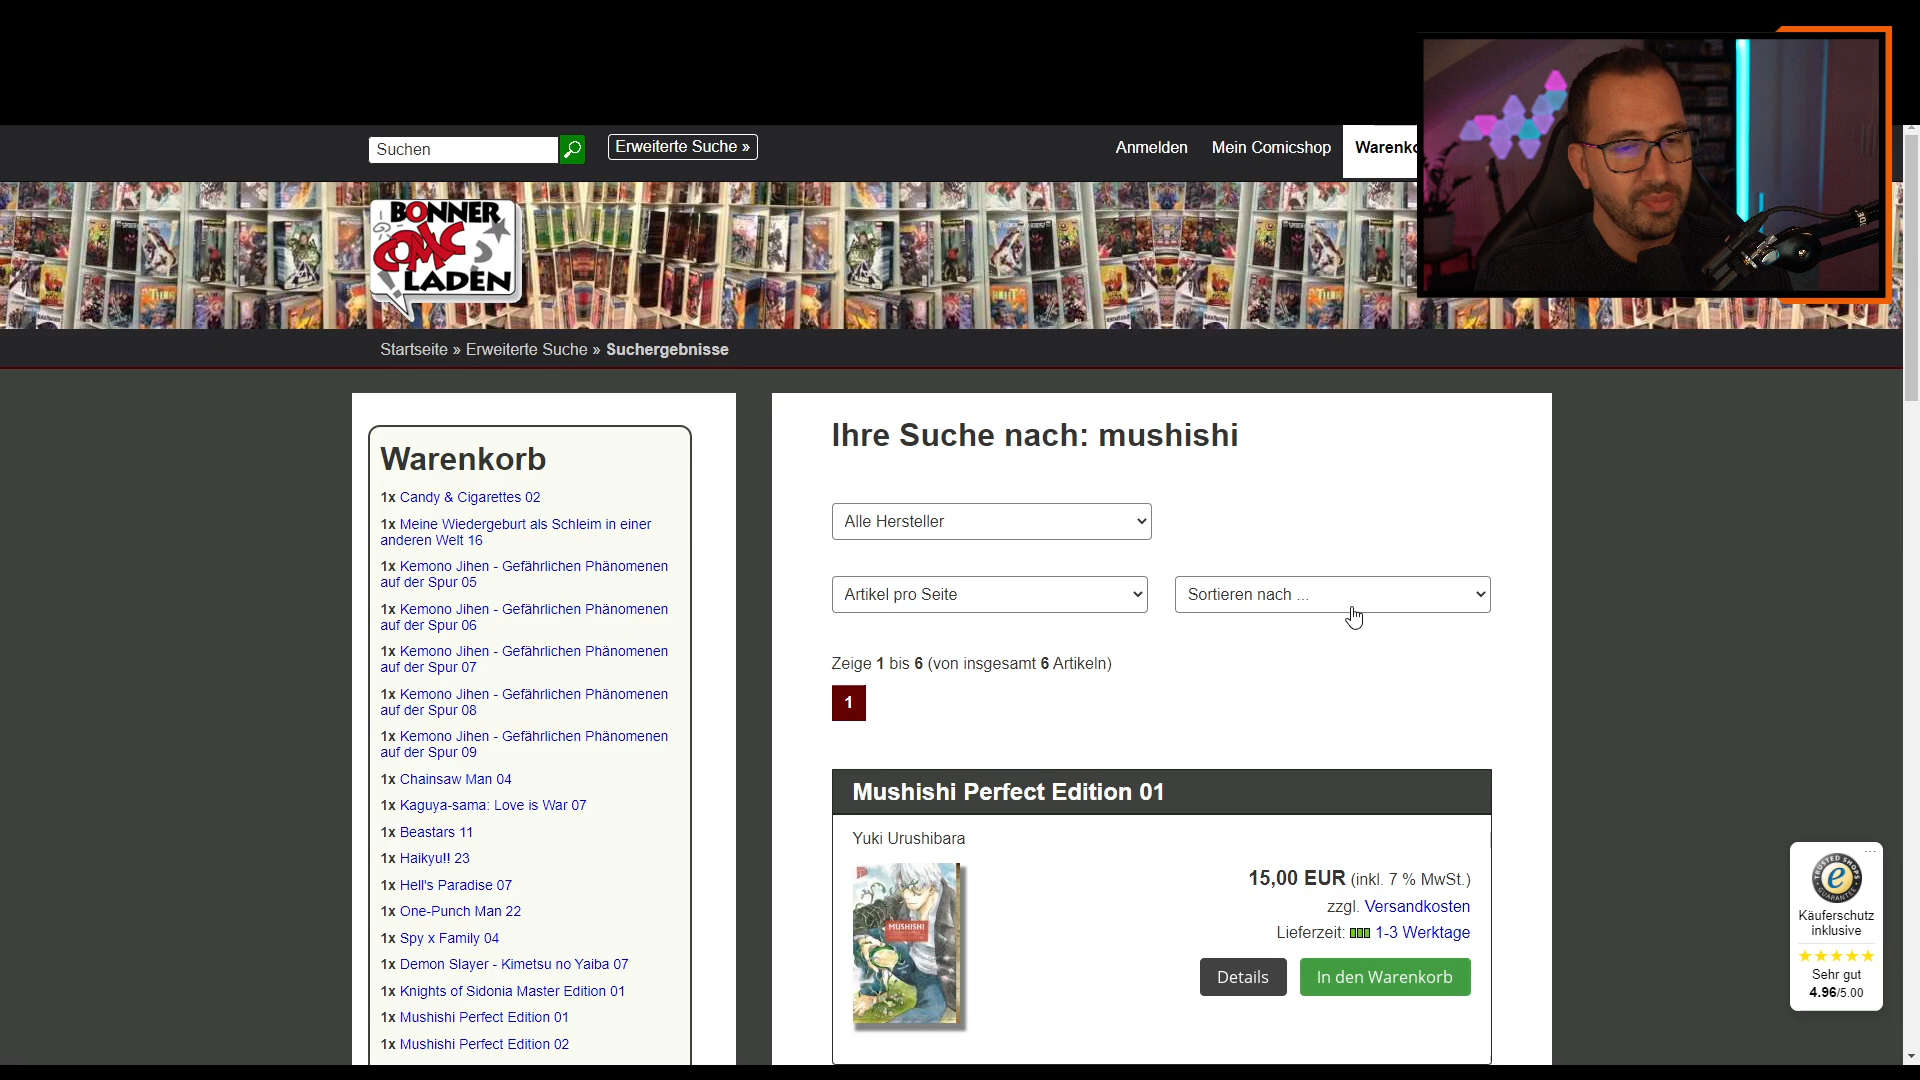 Suchen
Erweiterte Suche »
Anmelden
Mein Comicshop
Warenko
BONNER
COMIC
LADEN
Startseite » Erweiterte Suche » Suchergebnisse
Warenkorb
1x Candy & Cigarettes 02
1x Meine Wiedergeburt als Schleim in einer
anderen Welt 16
1x Kemono Jihen - Gefährlichen Phänomenen
auf der Spur 05
1x Kemono Jihen - Gefährlichen Phänomenen
auf der Spur 06
1x Kemono Jihen - Gefährlichen Phänomenen
auf der Spur 07
1x Kemono Jihen - Gefährlichen Phänomenen
auf der Spur 08
1x Kemono Jihen - Gefährlichen Phänomenen
auf der Spur 09
1x Chainsaw Man 04
1x Kaguya-sama: Love is War 07
1x Beastars 11
1x Haikyu!! 23
1x Hell's Paradise 07
1x One-Punch Man 22
1x Spy x Family 04
1x Demon Slayer - Kimetsu no Yaiba 07
1x Knights of Sidonia Master Edition 01
1x Mushishi Perfect Edition 01
1x Mushishi Perfect Edition 02
Ihre Suche nach: mushishi
Alle Hersteller
Artikel pro Seite
Sortieren nach ...
Zeige 1 bis 6 (von insgesamt 6 Artikeln)
1
Mushishi Perfect Edition 01
Yuki Urushibara
MUSHISHI
15,00 EUR (inkl. 7 % MwSt.)
zzgl. Versandkosten
Lieferzeit: 1-3 Werktage
Details
In den Warenkorb
...
TRUSTED SHOPS
GUARANTEE
e
Käuferschutz
inklusive
Sehr gut
4.96/5.00